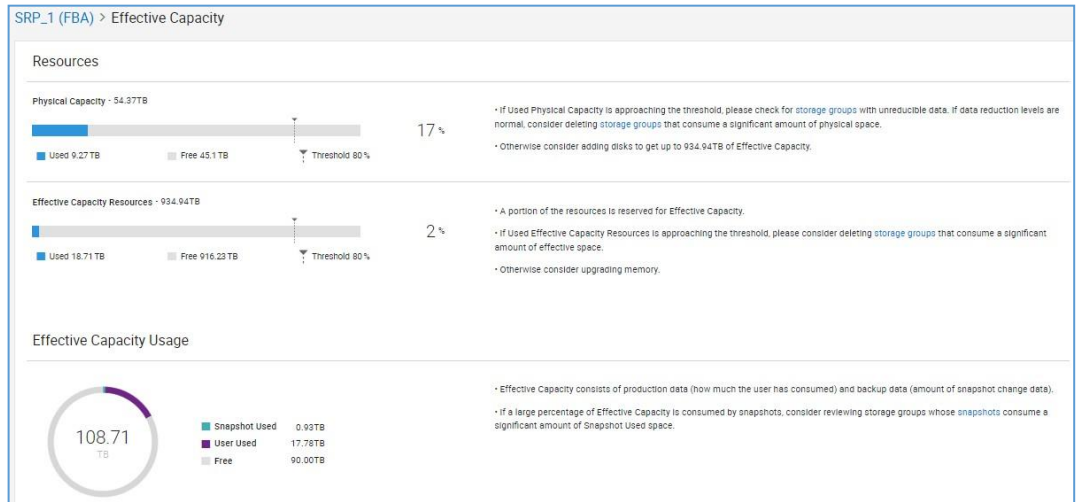 SRP_1 (FBA) > Effective Capacity
Resources
Physical Capacity - 54.37TB
17 %
Used 9.27 TB Free 45.1 TB Threshold 80 %
• If Used Physical Capacity is approaching the threshold, please check for storage groups with unreducible data. If data reduction levels are
normal, consider deleting storage groups that consume a significant amount of physical space.
• Otherwise consider adding disks to get up to 934.94TB of Effective Capacity.
Effective Capacity Resources - 934.94TB
2 %
Used 18.71 TB Free 916.23 TB Threshold 80 %
• A portion of the resources is reserved for Effective Capacity.
• If Used Effective Capacity Resources is approaching the threshold, please consider deleting storage groups that consume a significant
amount of effective space.
• Otherwise consider upgrading memory.
Effective Capacity Usage
108.71
TB
Snapshot Used 0.93TB
User Used 17.78TB
Free 90.00TB
• Effective Capacity consists of production data (how much the user has consumed) and backup data (amount of snapshot change data).
• If a large percentage of Effective Capacity is consumed by snapshots, consider reviewing storage groups whose snapshots consume a
significant amount of Snapshot Used space.